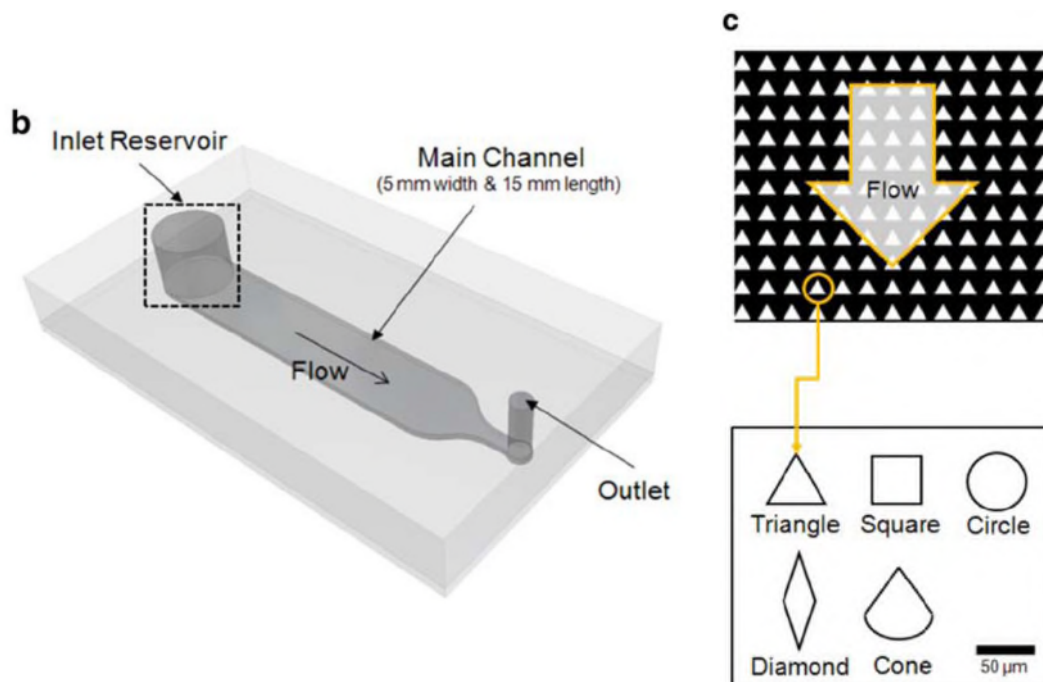 b
Inlet Reservoir
Main Channel
(5 mm width & 15 mm length)
Flow
Outlet
c
Flow
Triangle Square Circle
Diamond Cone
50 µm